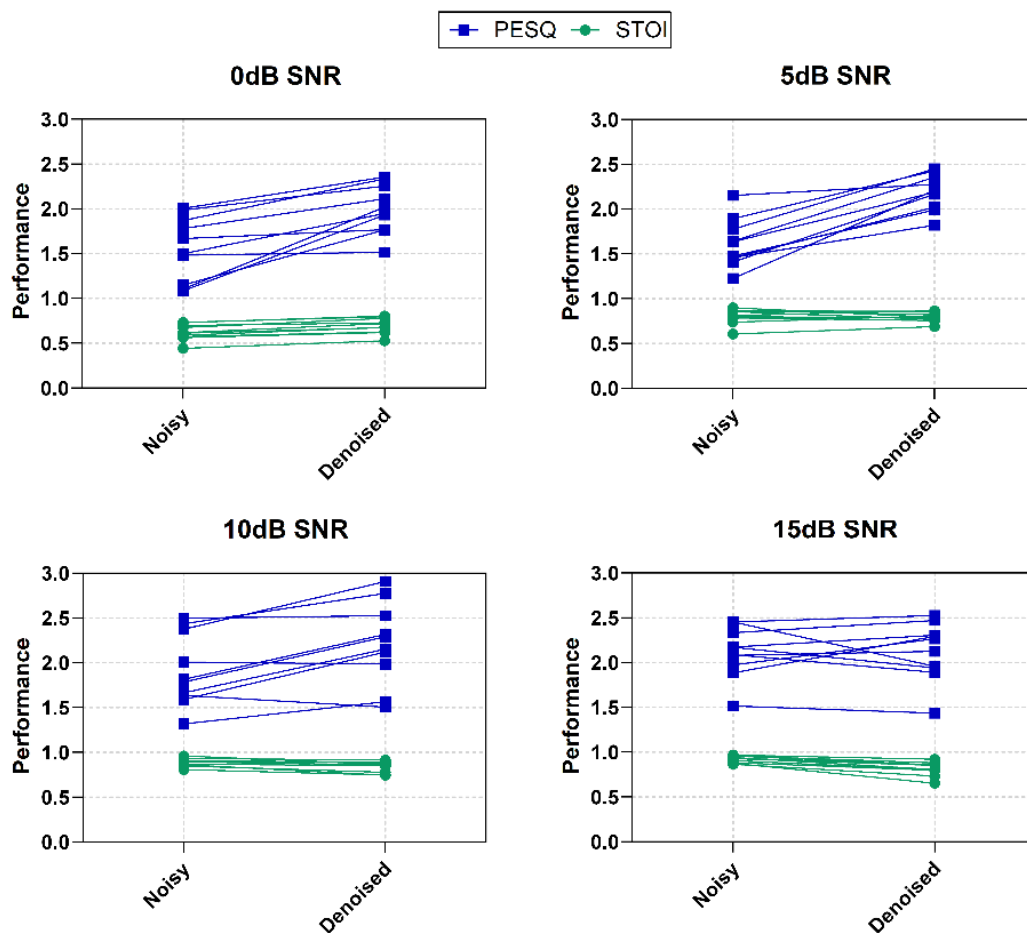 PESQ STOI
0dB SNR
5dB SNR
Performance
3.0
2.5
2.0
1.5
1.0
0.5
0.0
Noisy
Denoised
Performance
3.0
2.5
2.0
1.5
1.0
0.5
0.0
Noisy
Denoised
10dB SNR
15dB SNR
Performance
3.0
2.5
2.0
1.5
1.0
0.5
0.0
Noisy
Denoised
Performance
3.0
2.5
2.0
1.5
1.0
0.5
0.0
Noisy
Denoised